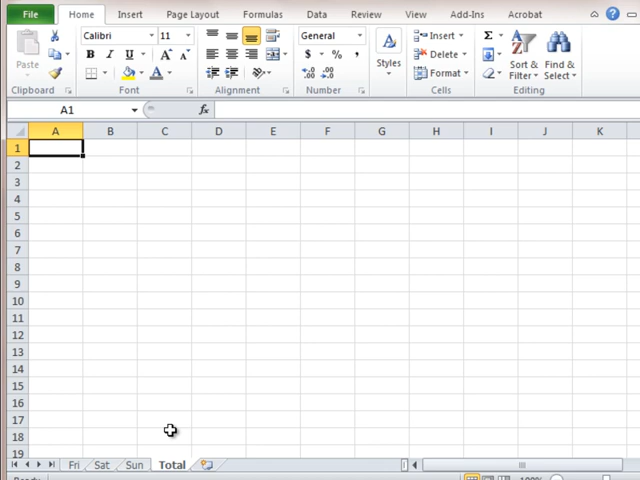 File Home Insert Page Layout Formulas Data Review View Add-Ins Acrobat
Calibri 11 General Insert Σ
Paste B I U $ % , Styles Delete Sort & Find &
A Format Filter Select
Clipboard Font Alignment Number Cells Editing
A1 fx
A B C D E F G H I J K
1
2
3
4
5
6
7
8
9
10
11
12
13
14
15
16
17
18
19
Fri Sat Sun Total
Ready 100%